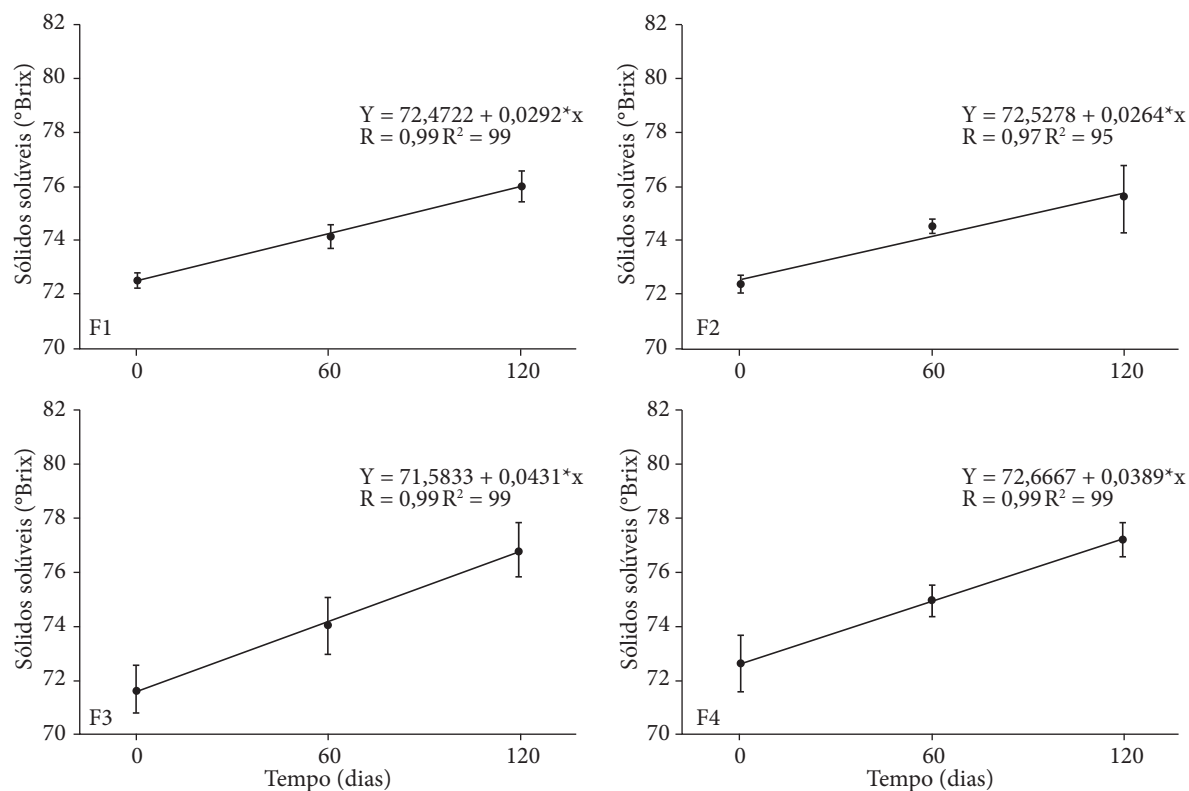 Sólidos solúveis (°Brix)
82
80
78
76
74
72
70
Y = 72,4722 + 0,0292*x
R = 0,99 R² = 99
F1
0 60 120
Sólidos solúveis (°Brix)
82
80
78
76
74
72
70
Y = 72,5278 + 0,0264*x
R = 0,97 R² = 95
F2
0 60 120
Sólidos solúveis (°Brix)
82
80
78
76
74
72
70
Y = 71,5833 + 0,0431*x
R = 0,99 R² = 99
F3
0 60 120
Tempo (dias)
Sólidos solúveis (°Brix)
82
80
78
76
74
72
70
Y = 72,6667 + 0,0389*x
R = 0,99 R² = 99
F4
0 60 120
Tempo (dias)